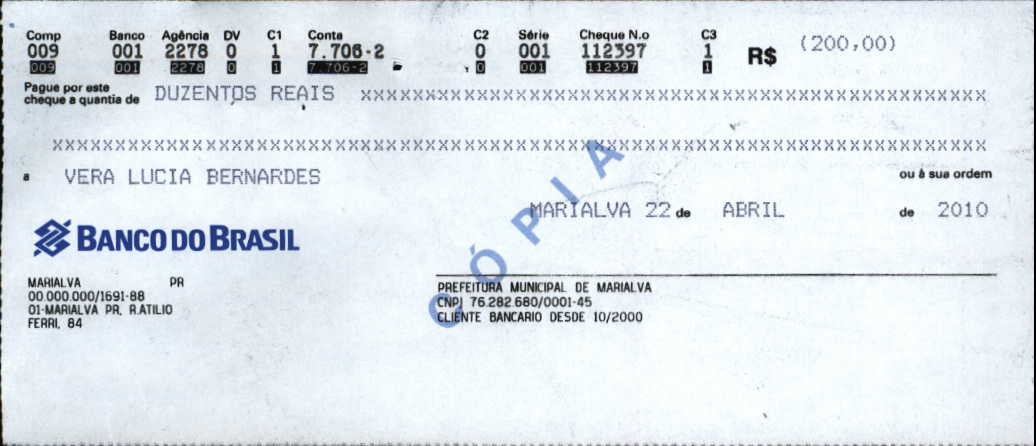 Comp Banco Agência DV C1 Conta C2 Série Cheque N.o C3
009 001 2278 0 1 7.706-2 0 001 112397 1 R$ (200,00)
009 001 2278 0 1 7.706-2 0 001 112397 1
Pague por este
cheque a quantia de DUZENTOS REAIS XXXXXXXXXXXXXXXXXXXXXXXXXXXXXXXXXXXXXXXXXXXXXXXX
XXXXXXXXXXXXXXXXXXXXXXXXXXXXXXXXXXXXXXXXXXXXXXXXXXXXXXXXXXXXXXXXXXXXXX
a VERA LUCIA BERNARDES ou à sua ordem
MARIALVA 22 de ABRIL de 2010
CÓPIA
BANCO DO BRASIL
MARIALVA PR
00.000.000/1691-88
01-MARIALVA PR, R.ATILIO
FERRI, 84
PREFEITURA MUNICIPAL DE MARIALVA
CNPJ 76.282.680/0001-45
CLIENTE BANCARIO DESDE 10/2000